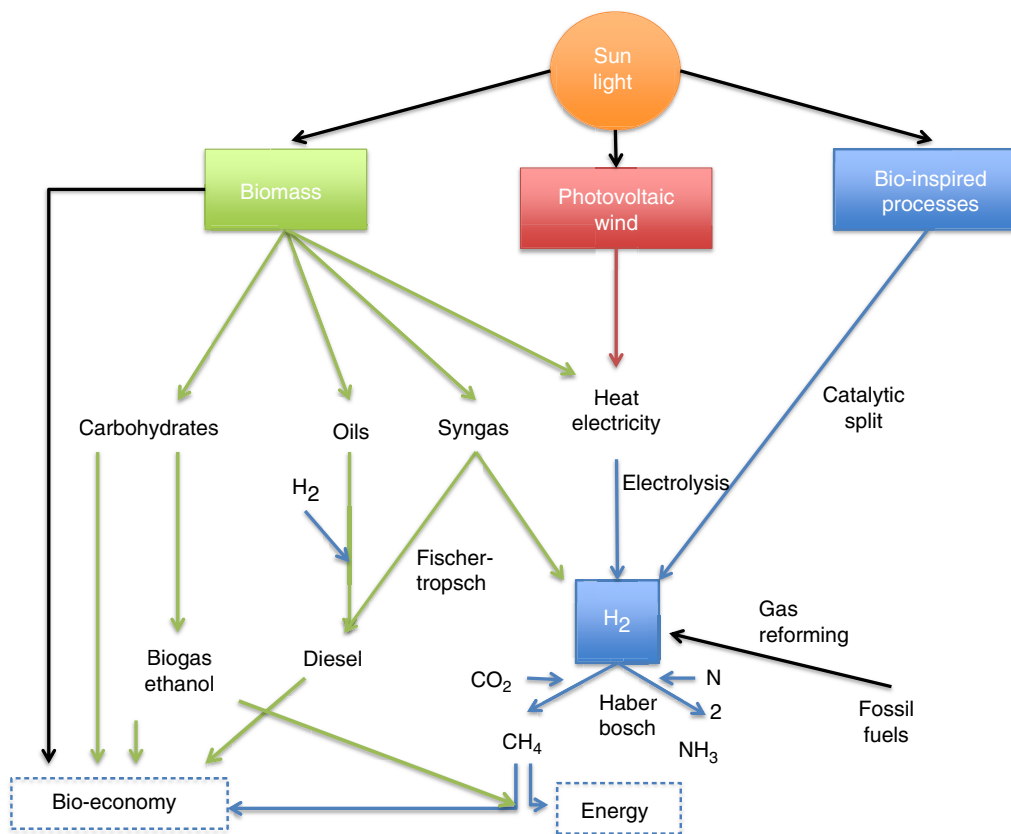 Sun
light
Biomass
Photovoltaic
wind
Bio-inspired
processes
Heat
electricity
Catalytic
split
Carbohydrates
Oils
Syngas
H2
Electrolysis
Fischer-
tropsch
H2
Gas
reforming
Biogas
ethanol
Diesel
CO2
N
2
Haber
bosch
Fossil
fuels
CH4
NH3
Bio-economy
Energy